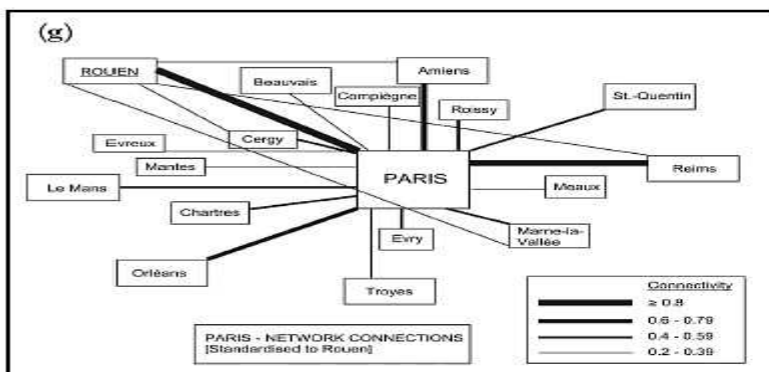 (g)
ROUEN
Beauvais
Amiens
Compiègne
Roissy
St.-Quentin
Evreux
Cergy
Mantes
PARIS
Reims
Le Mans
Meaux
Chartres
Evry
Marne-la-
Vallée
Orléans
Troyes
Connectivity
≥ 0.8
0.6 - 0.79
0.4 - 0.59
0.2 - 0.39
PARIS - NETWORK CONNECTIONS
[Standardised to Rouen]